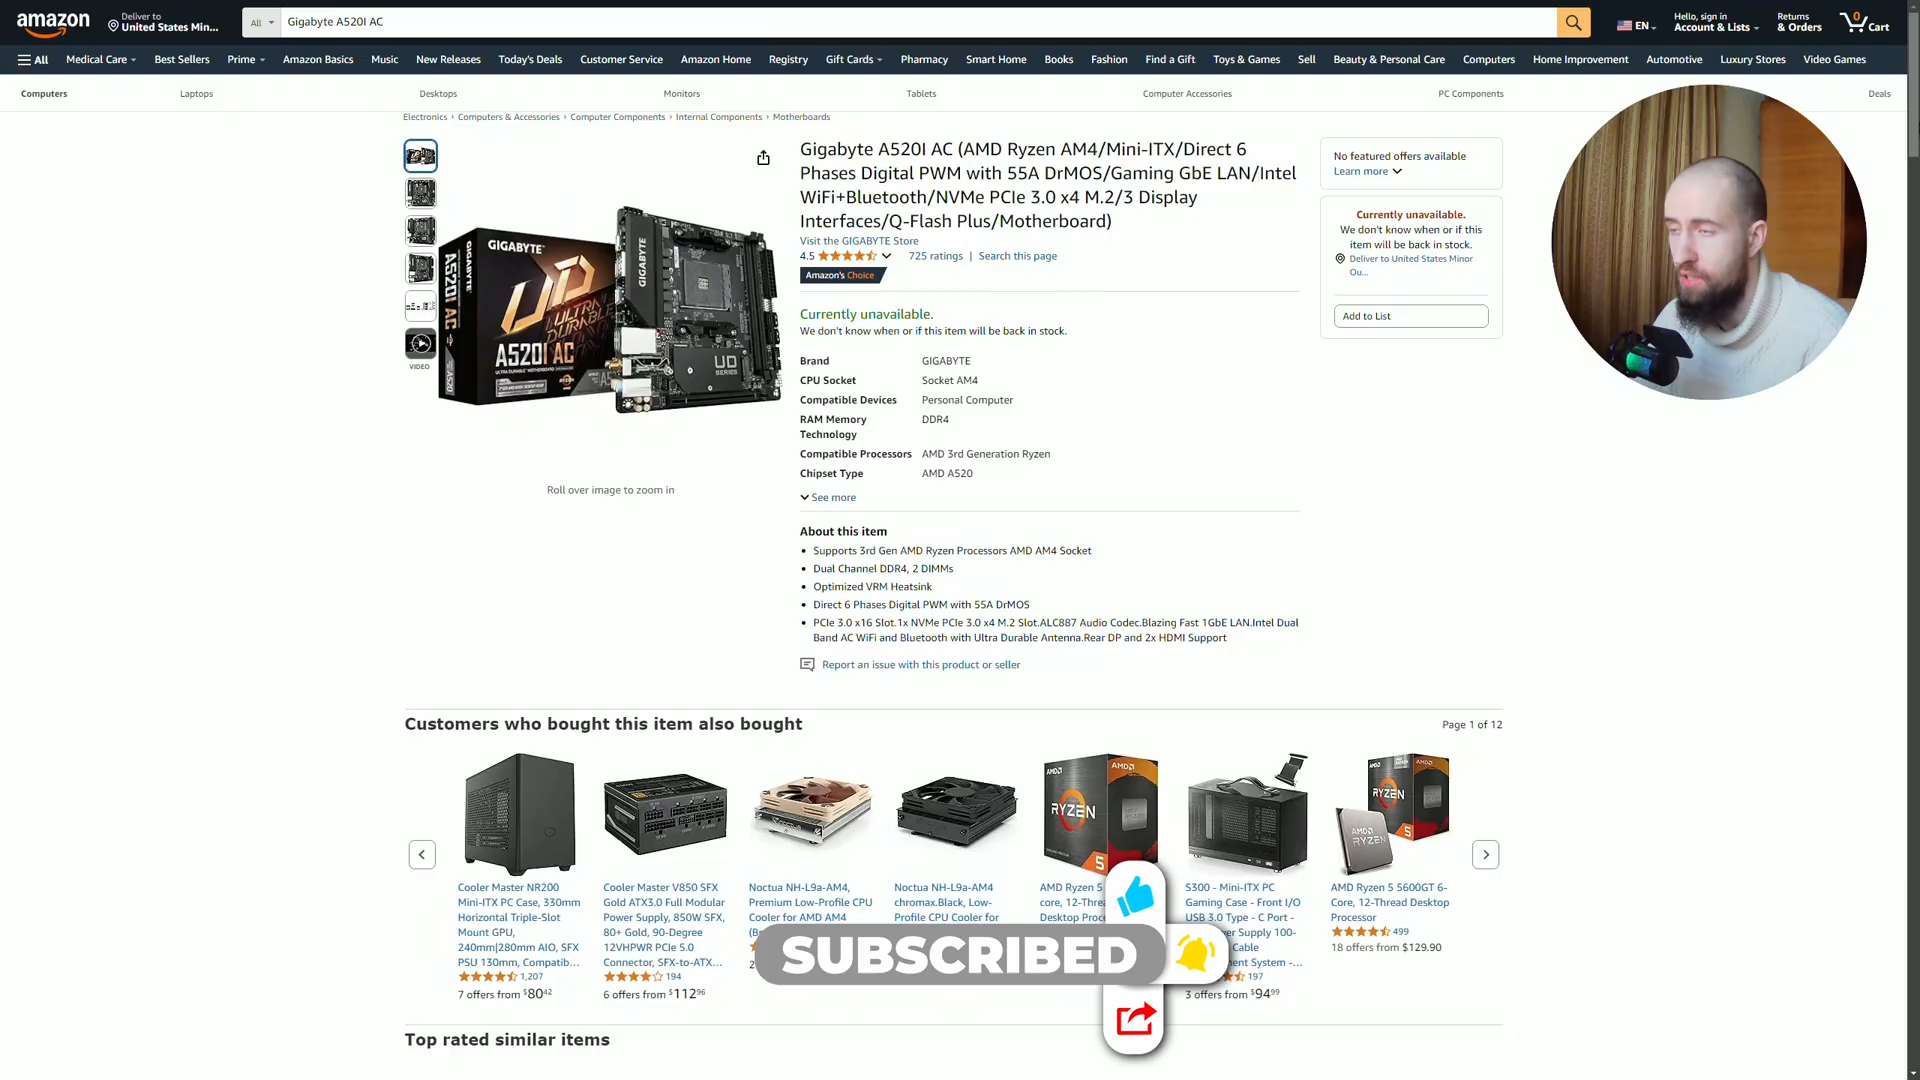 amazon
Deliver to
United States Min...
All
Gigabyte A520I AC
EN
Hello, sign in
Account & Lists
Returns
& Orders
0
Cart
All
Medical Care
Best Sellers
Prime
Amazon Basics
Music
New Releases
Today's Deals
Customer Service
Amazon Home
Registry
Gift Cards
Pharmacy
Smart Home
Books
Fashion
Find a Gift
Toys & Games
Sell
Beauty & Personal Care
Computers
Home Improvement
Automotive
Luxury Stores
Video Games
Computers
Laptops
Desktops
Monitors
Tablets
Computer Accessories
PC Components
Deals
Electronics › Computers & Accessories › Computer Components › Internal Components › Motherboards
VIDEO
GIGABYTE
GIGABYTE
UD
ULTRA
DURABLE
A520I AC
A520I AC
GIGABYTE
UD
SERIES
Roll over image to zoom in
Gigabyte A520I AC (AMD Ryzen AM4/Mini-ITX/Direct 6
Phases Digital PWM with 55A DrMOS/Gaming GbE LAN/Intel
WiFi+Bluetooth/NVMe PCIe 3.0 x4 M.2/3 Display
Interfaces/Q-Flash Plus/Motherboard)
Visit the GIGABYTE Store
4.5
725 ratings | Search this page
Amazon's Choice
Currently unavailable.
We don't know when or if this item will be back in stock.
Brand GIGABYTE
CPU Socket Socket AM4
Compatible Devices Personal Computer
RAM Memory DDR4
Technology
Compatible Processors AMD 3rd Generation Ryzen
Chipset Type AMD A520
See more
About this item
• Supports 3rd Gen AMD Ryzen Processors AMD AM4 Socket
• Dual Channel DDR4, 2 DIMMs
• Optimized VRM Heatsink
• Direct 6 Phases Digital PWM with 55A DrMOS
• PCIe 3.0 x16 Slot.1x NVMe PCIe 3.0 x4 M.2 Slot.ALC887 Audio Codec.Blazing Fast 1GbE LAN.Intel Dual
Band AC WiFi and Bluetooth with Ultra Durable Antenna.Rear DP and 2x HDMI Support
Report an issue with this product or seller
No featured offers available
Learn more
Currently unavailable.
We don't know when or if this
item will be back in stock.
Deliver to United States Minor
Ou...
Add to List
Customers who bought this item also bought
Page 1 of 12
Cooler Master NR200
Mini-ITX PC Case, 330mm
Horizontal Triple-Slot
Mount GPU,
240mm|280mm AIO, SFX
PSU 130mm, Compatib...
1,207
7 offers from $80.42
Cooler Master V850 SFX
Gold ATX3.0 Full Modular
Power Supply, 850W SFX,
80+ Gold, 90-Degree
12VHPWR PCIe 5.0
Connector, SFX-to-ATX...
194
6 offers from $112.96
Noctua NH-L9a-AM4,
Premium Low-Profile CPU
Cooler for AMD AM4
Noctua NH-L9a-AM4
chromax.Black, Low-
Profile CPU Cooler for
AMD
RYZEN
5
AMD Ryzen 5
core, 12-Threa
Desktop Proce
S300 - Mini-ITX PC
Gaming Case - Front I/O
USB 3.0 Type - C Port -
er Supply 100-
Cable
ent System -...
197
3 offers from $94.99
AMD
RYZEN
5
AMD
RYZEN
AMD Ryzen 5 5600GT 6-
Core, 12-Thread Desktop
Processor
499
18 offers from $129.90
SUBSCRIBED
Top rated similar items